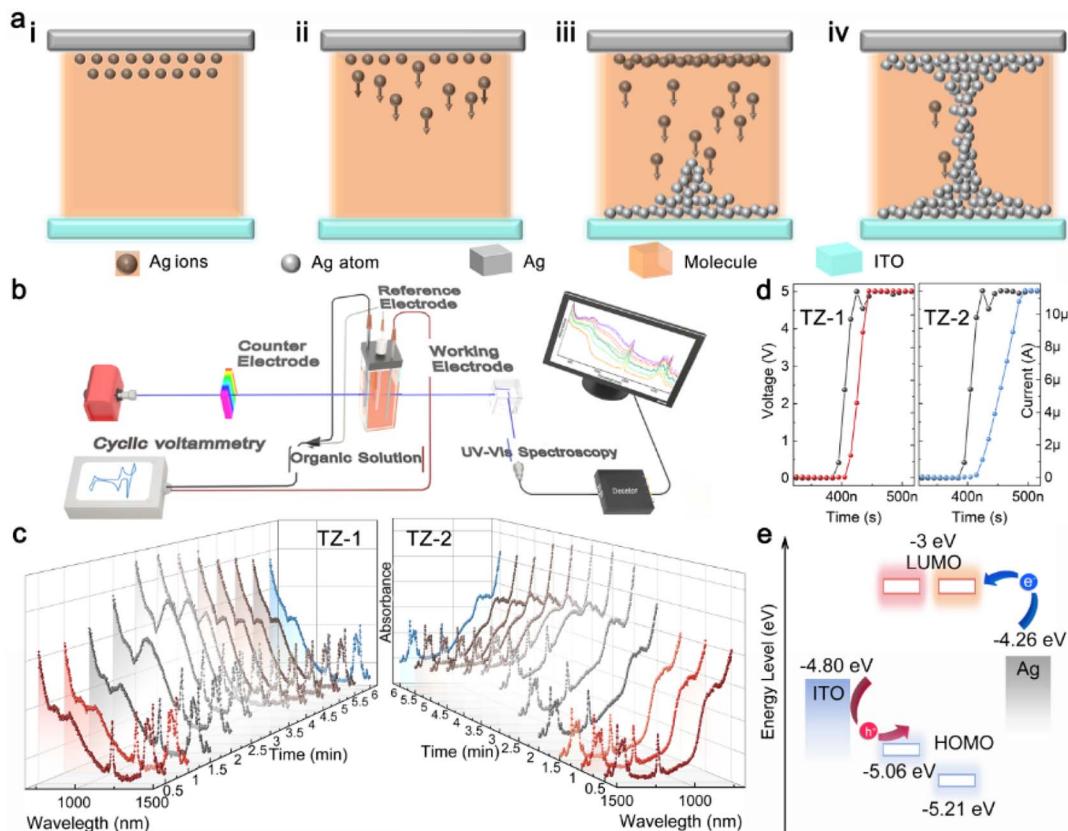 a
i
ii
iii
iv
Ag ions
Ag atom
Ag
Molecule
ITO
b
Reference
Electrode
Counter
Electrode
Working
Electrode
Cyclic voltammetry
Organic Solution
UV-Vis Spectroscopy
Decetor
c
TZ-1
TZ-2
Absorbance
6
5.5
5
4.5
4
3.5
3
2.5
2
1.5
1
0.5
Time (min)
1000
1500
Wavelegth (nm)
6
5.5
5
4.5
4
3.5
3
2.5
2
1.5
1
0.5
Time (min)
1500
1000
Wavelegth (nm)
d
TZ-1
TZ-2
5
4
3
2
1
0
Voltage (V)
10μ
8μ
6μ
4μ
2μ
0
Current (A)
400n
500n
400n
500n
Time (s)
Time (s)
e
Energy Level (eV)
-3 eV
LUMO
e-
-4.26 eV
Ag
-4.80 eV
ITO
h+
HOMO
-5.06 eV
-5.21 eV